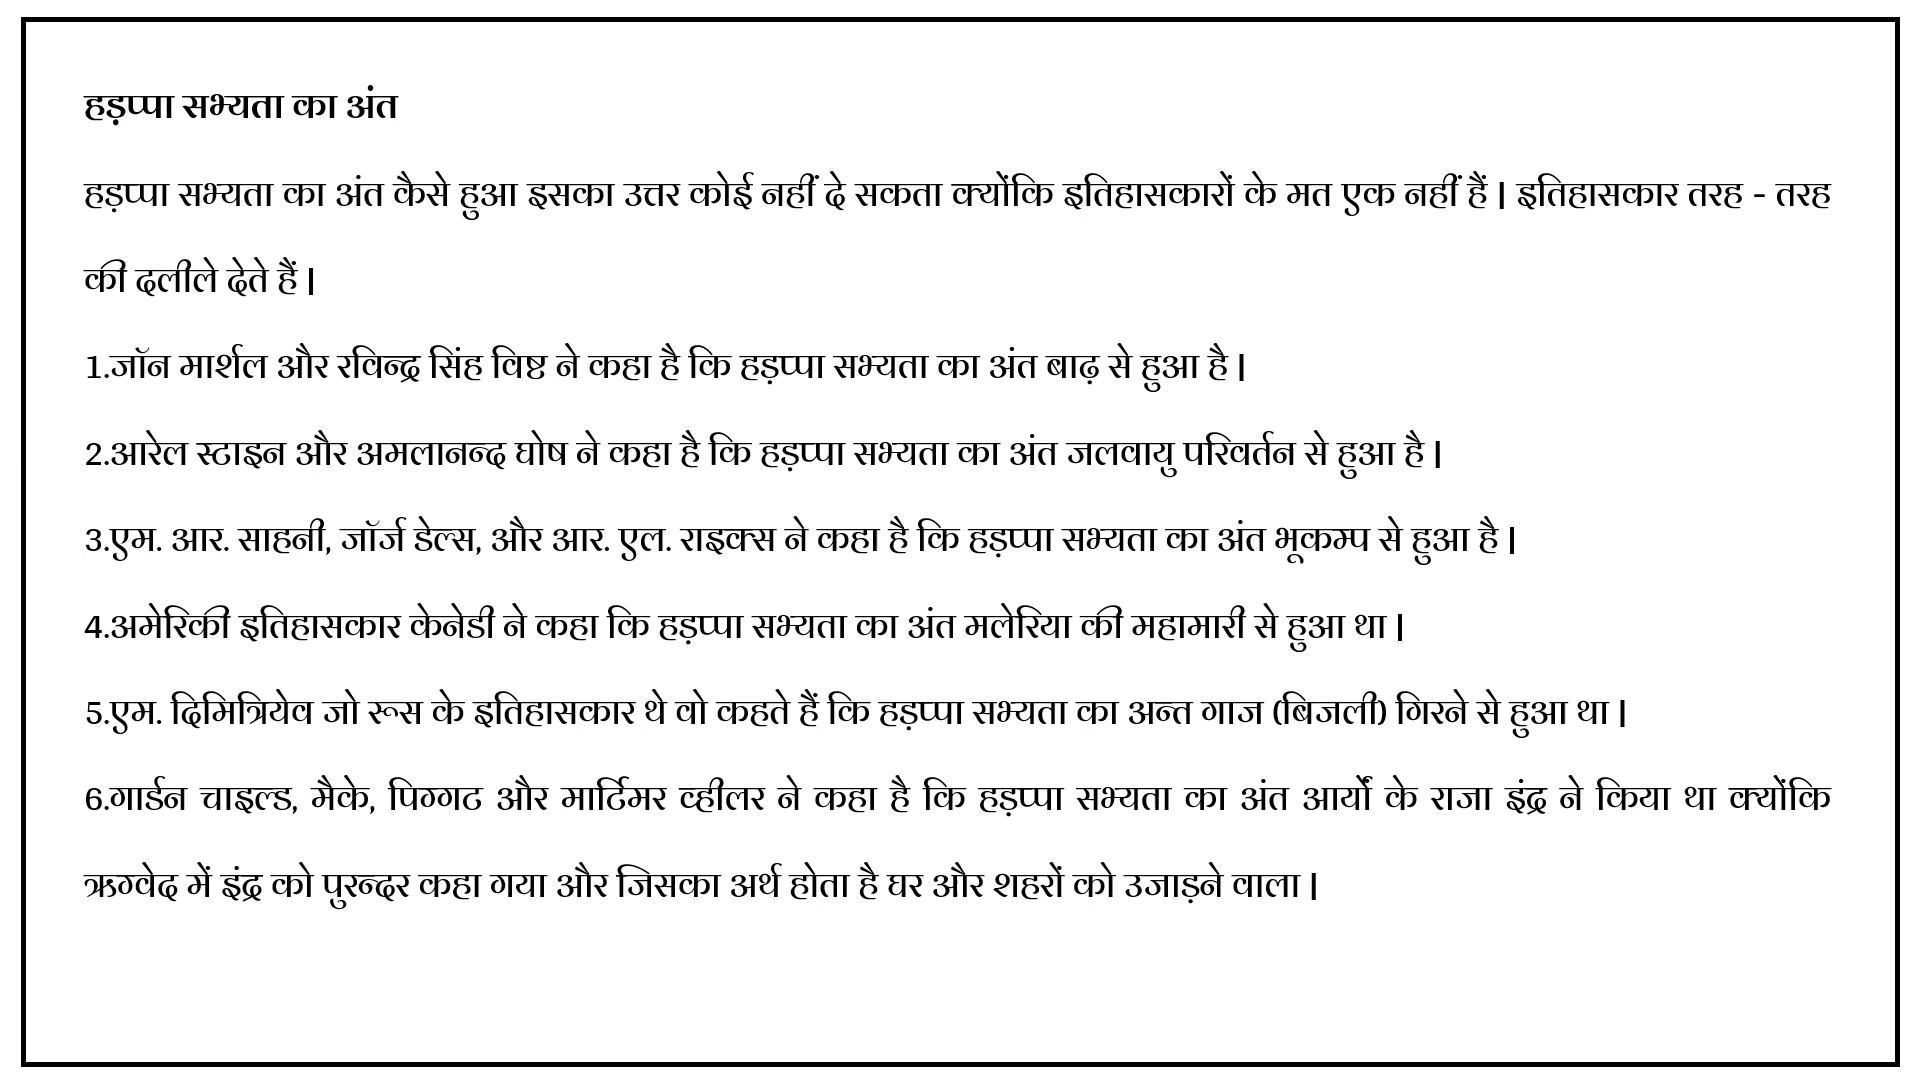 हड़प्पा सभ्यता का अंत
हड़प्पा सभ्यता का अंत कैसे हुआ इसका उत्तर कोई नहीं दे सकता क्योंकि इतिहासकारों के मत एक नहीं हैं | इतिहासकार तरह - तरह
की दलीले देते हैं |
1.जॉन मार्शल और रविन्द्र सिंह विष्ट ने कहा है कि हड़प्पा सभ्यता का अंत बाढ़ से हुआ है |
2.आरेल स्टाइन और अमलानन्द घोष ने कहा है कि हड़प्पा सभ्यता का अंत जलवायु परिवर्तन से हुआ है |
3.एम. आर. साहनी, जॉर्ज डेल्स, और आर. एल. राइक्स ने कहा है कि हड़प्पा सभ्यता का अंत भूकम्प से हुआ है |
4.अमेरिकी इतिहासकार केनेडी ने कहा कि हड़प्पा सभ्यता का अंत मलेरिया की महामारी से हुआ था |
5.एम. दिमित्रियेव जो रूस के इतिहासकार थे वो कहते हैं कि हड़प्पा सभ्यता का अन्त गाज (बिजली) गिरने से हुआ था |
6.गार्डन चाइल्ड, मैके, पिग्गट और मार्टिमर व्हीलर ने कहा है कि हड़प्पा सभ्यता का अंत आर्यों के राजा इंद्र ने किया था क्योंकि
ऋग्वेद में इंद्र को पुरन्दर कहा गया और जिसका अर्थ होता है घर और शहरों को उजाड़ने वाला |